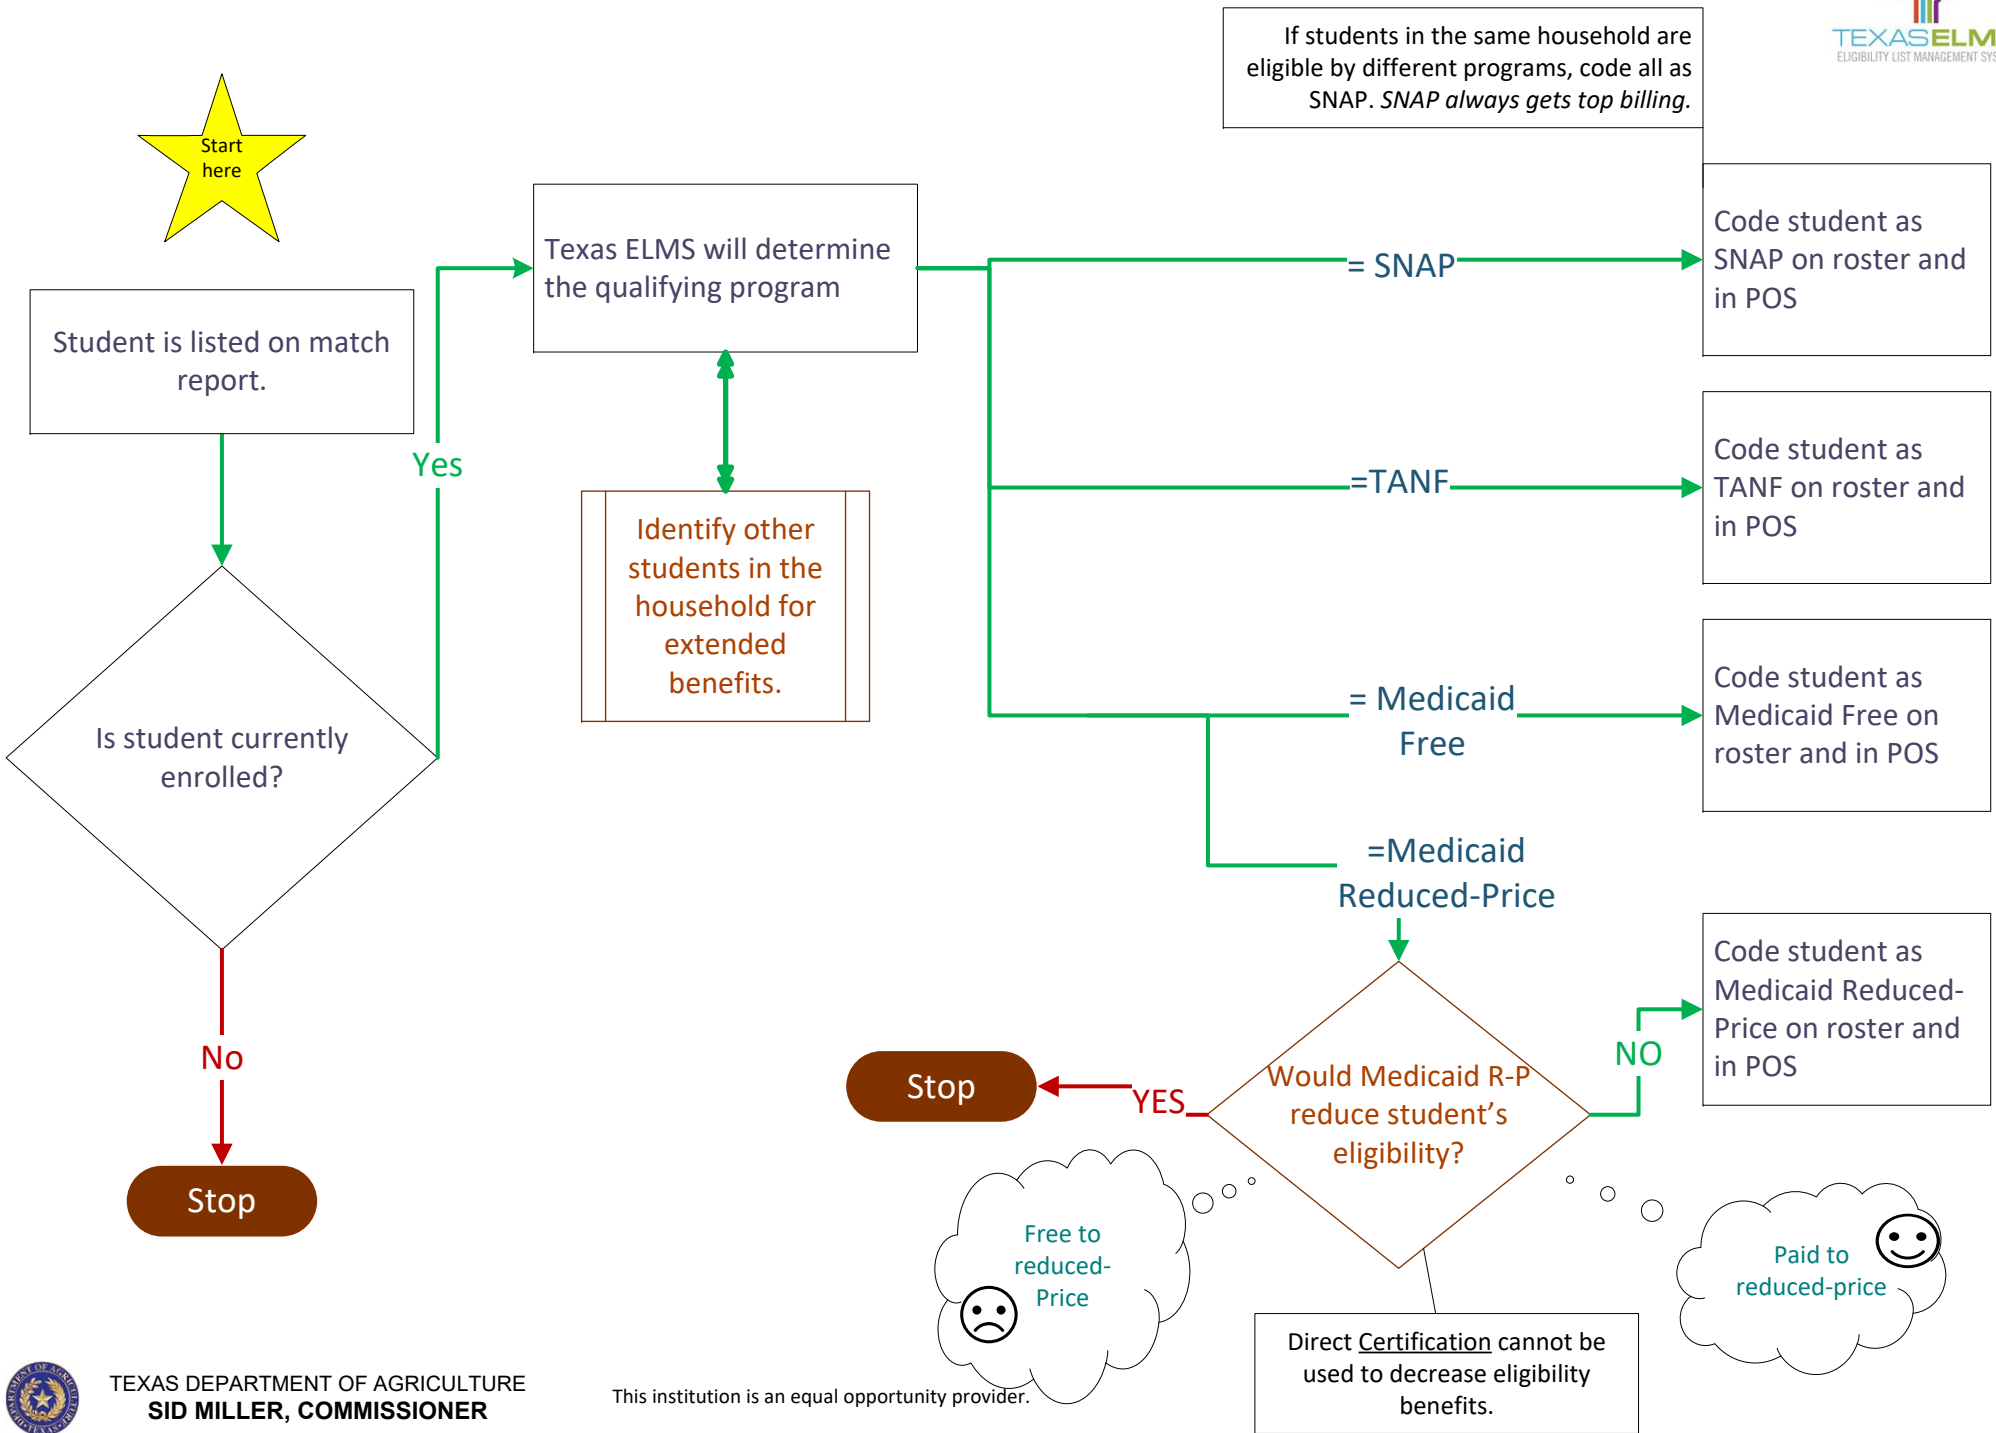 If students in the same household are
eligible by different programs, code all as
SNAP. SNAP always gets top billing.
TEXASELM
ELIGIBILITY LIST MANAGEMENT SYS
Start
here
Student is listed on match
report.
Yes
Is student currently
enrolled?
No
Stop
Texas ELMS will determine
the qualifying program
Identify other
students in the
household for
extended
benefits.
= SNAP
Code student as
SNAP on roster and
in POS
=TANF
Code student as
TANF on roster and
in POS
= Medicaid
Free
Code student as
Medicaid Free on
roster and in POS
=Medicaid
Reduced-Price
Would Medicaid R-P
reduce student’s
eligibility?
YES
Stop
NO
Code student as
Medicaid Reduced-
Price on roster and
in POS
Free to
reduced-
Price
Paid to
reduced-price
Direct Certification cannot be
used to decrease eligibility
benefits.
TEXAS DEPARTMENT OF AGRICULTURE
SID MILLER, COMMISSIONER
This institution is an equal opportunity provider.